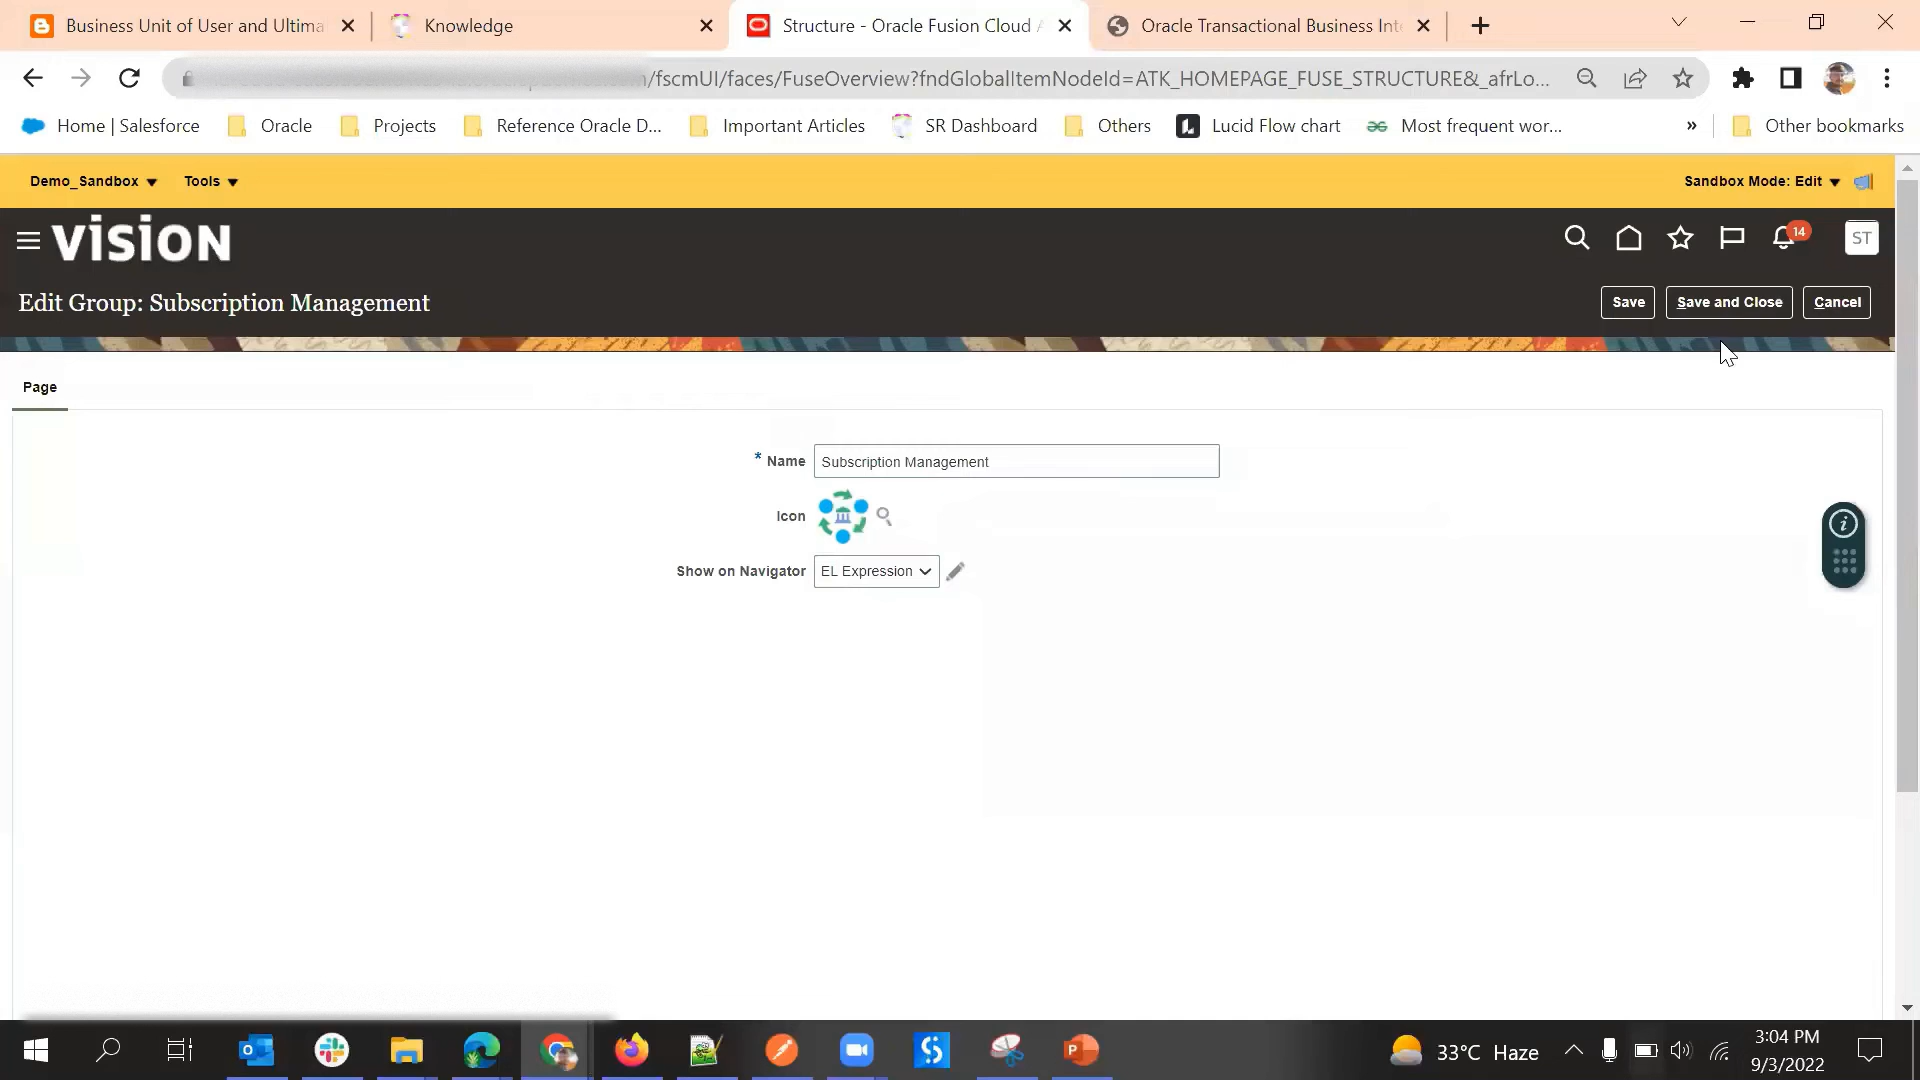 Business Unit of User and Ultima
Knowledge
Structure - Oracle Fusion Cloud A
Oracle Transactional Business Int
/fscmUI/faces/FuseOverview?fndGlobalItemNodeId=ATK_HOMEPAGE_FUSE_STRUCTURE&_afrLo...
Home | Salesforce
Oracle
Projects
Reference Oracle D...
Important Articles
SR Dashboard
Others
Lucid Flow chart
Most frequent wor...
»
Other bookmarks
Demo_Sandbox
Tools
Sandbox Mode: Edit
VISION
14
ST
Edit Group: Subscription Management
Save
Save and Close
Cancel
Page
* Name
Subscription Management
Icon
Show on Navigator
EL Expression
33°C Haze
3:04 PM
9/3/2022